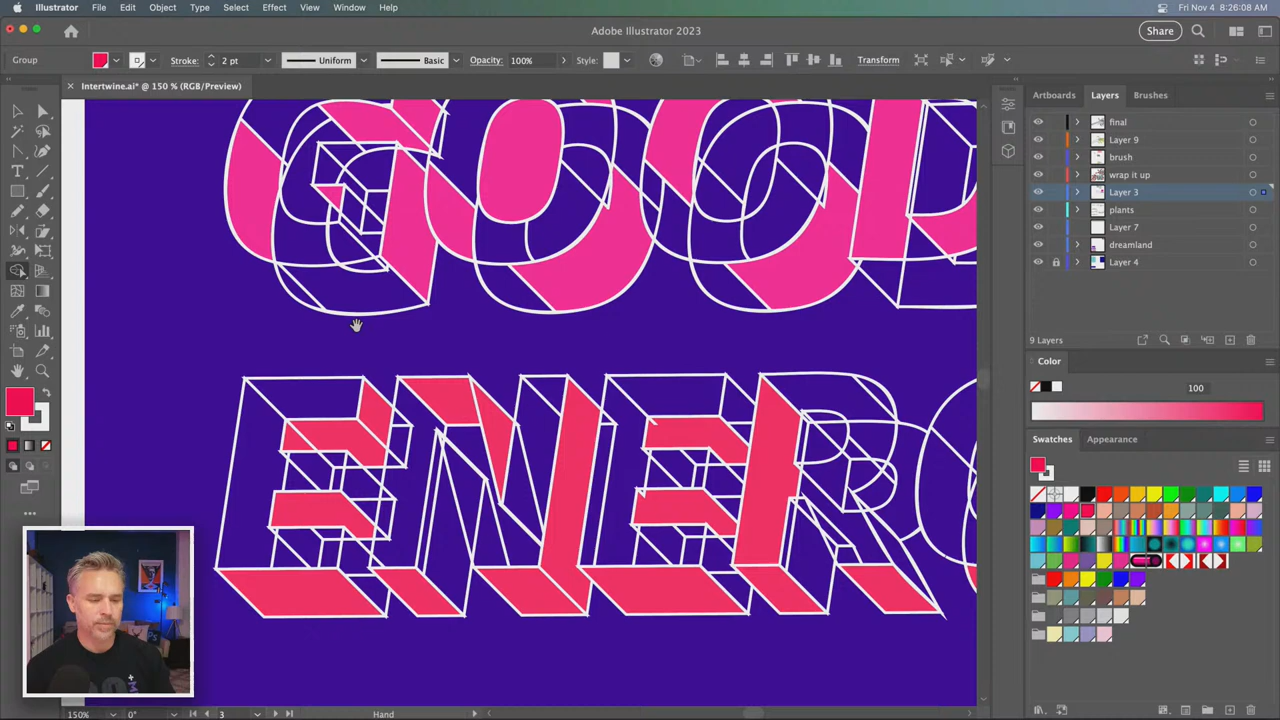 Illustrator File Edit Object Type Select Effect View Window Help Fri Nov 4 8:26:08 AM
Adobe Illustrator 2023 Share
Group Stroke: 2 pt Uniform Basic Opacity: 100% Style: Transform
Intertwine.ai* @ 150 % (RGB/Preview)
Artboards Layers Brushes
final
Layer 9
brush
wrap it up
Layer 3
plants
Layer 7
dreamland
Layer 4
9 Layers
Color
100
Swatches Appearance
GOOD
ENER
150% 0° 3 Hand